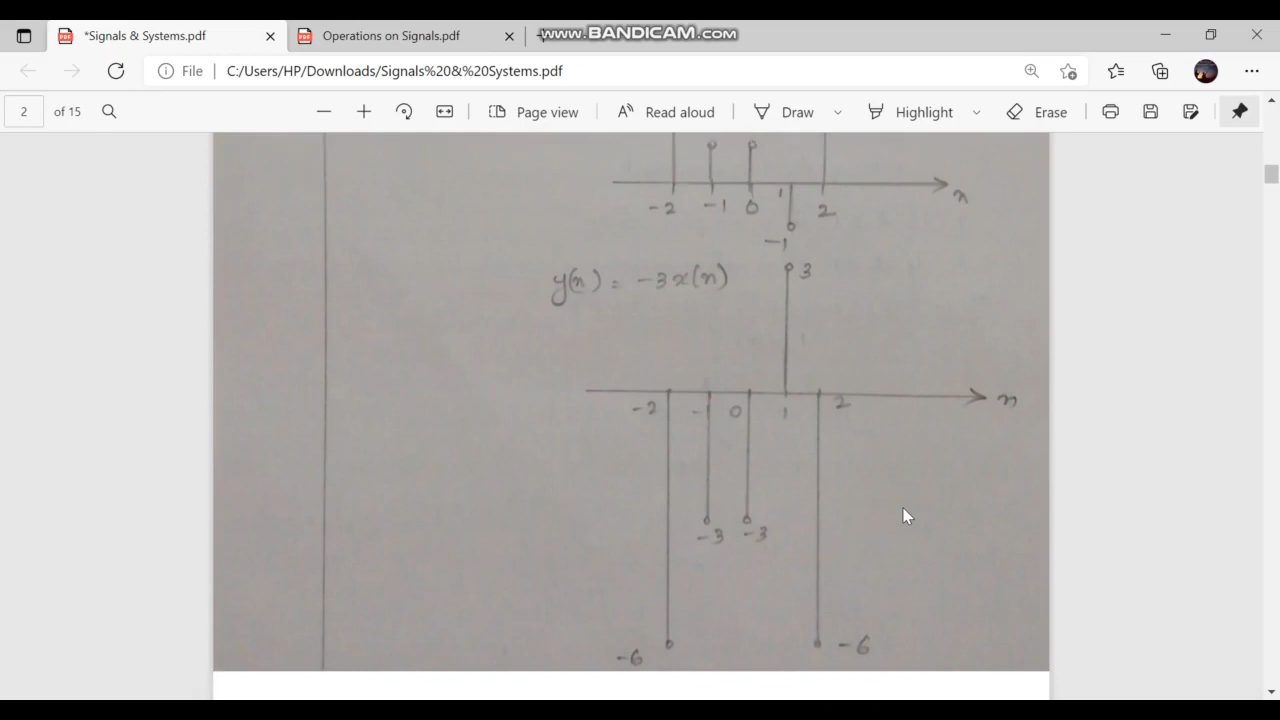 *Signals & Systems.pdf
Operations on Signals.pdf
www.BANDICAM.com
File
C:/Users/HP/Downloads/Signals%20&%20Systems.pdf
2 of 15
Page view
Read aloud
Draw
Highlight
Erase
-2 -1 0 1 2 n
-1
y(n) = -3x(n)
3
-2 -1 0 1 2 n
-3 -3
-6 -6